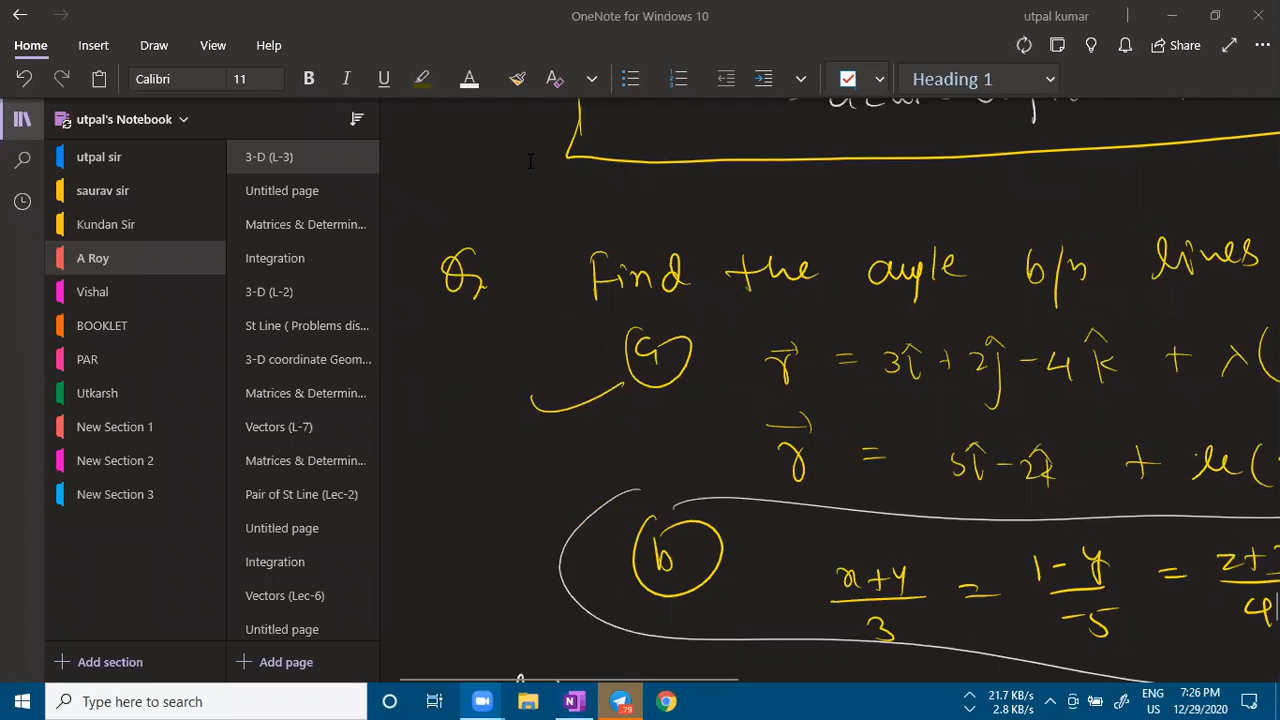 OneNote for Windows 10
utpal kumar
Home
Insert
Draw
View
Help
Share
Calibri
11
B
I
U
A
Heading 1
utpal's Notebook
utpal sir
saurav sir
Kundan Sir
A Roy
Vishal
BOOKLET
PAR
Utkarsh
New Section 1
New Section 2
New Section 3
Add section
3-D (L-3)
Untitled page
Matrices & Determin...
Integration
3-D (L-2)
St Line ( Problems dis...
3-D coordinate Geom...
Matrices & Determin...
Vectors (L-7)
Matrices & Determin...
Pair of St Line (Lec-2)
Untitled page
Integration
Vectors (Lec-6)
Untitled page
Add page
Q, Find the angle b/n lines
a r⃗ = 3î + 2ĵ - 4k̂ + λ(
r⃗ = 5î - 2k̂ + μ(
b x+4/3 = 1-y/-5 = z+
4
Type here to search
79
21.7 KB/s
2.8 KB/s
ENG
US
7:26 PM
12/29/2020